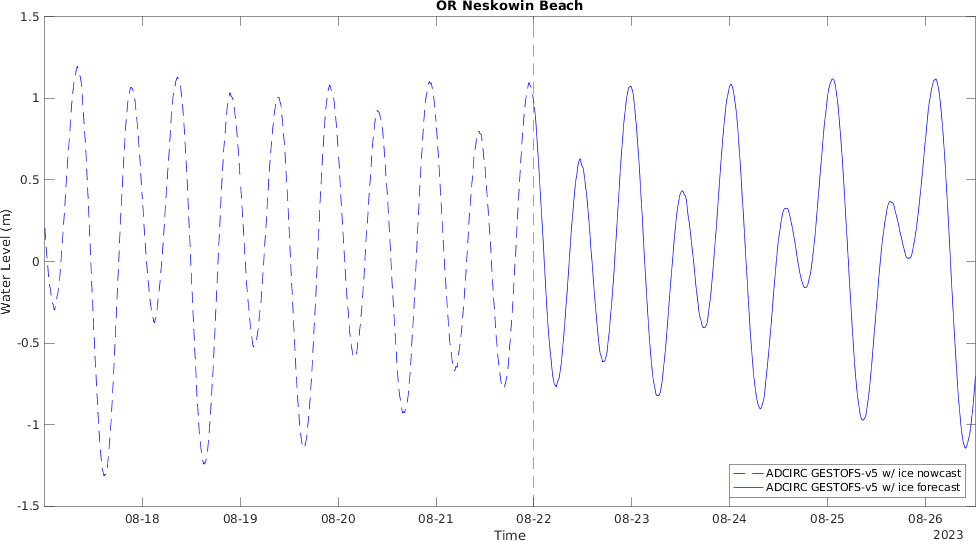 OR Neskowin Beach
1.5
1
0.5
0
-0.5
-1
-1.5
Water Level (m)
08-18 08-19 08-20 08-21 08-22 08-23 08-24 08-25 08-26
Time
2023
ADCIRC GESTOFS-v5 w/ ice nowcast
ADCIRC GESTOFS-v5 w/ ice forecast